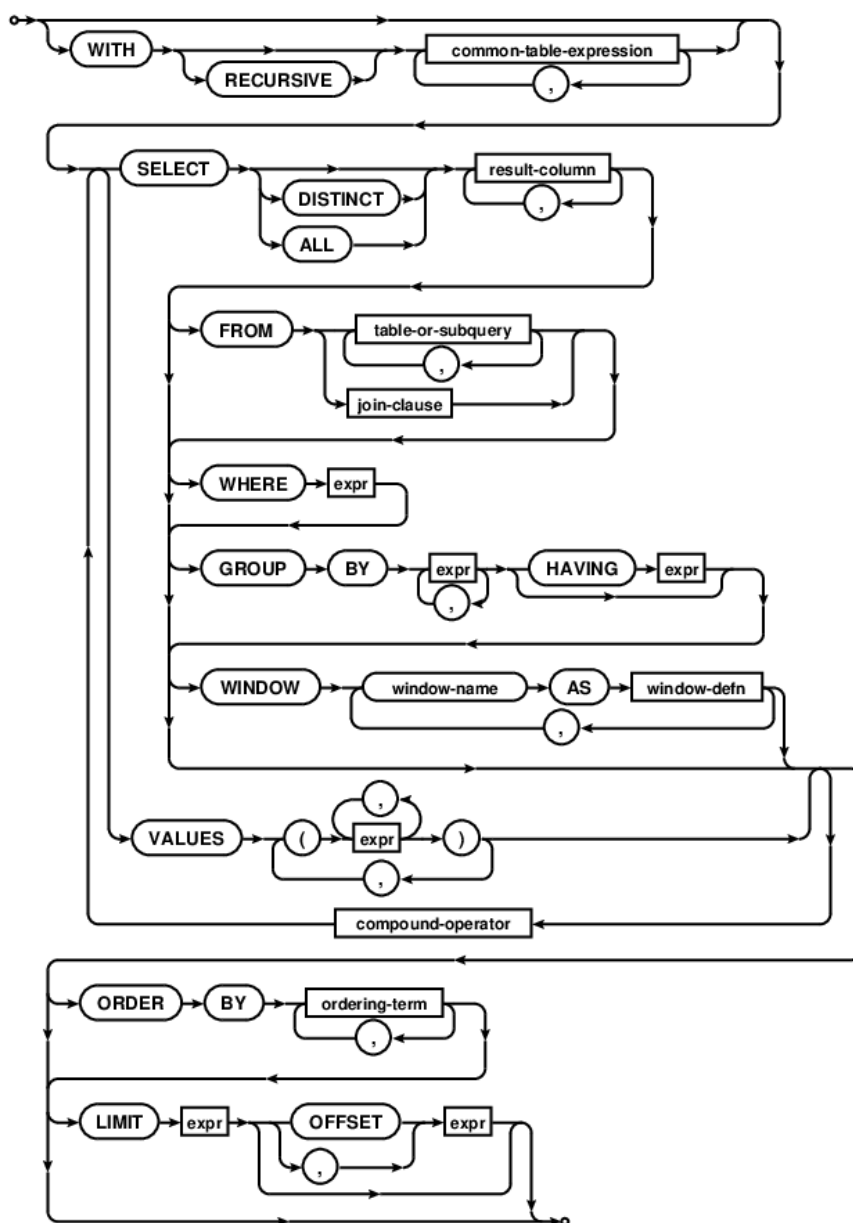 WITH common-table-expression
RECURSIVE ,
SELECT result-column
DISTINCT ,
ALL
FROM table-or-subquery
,
join-clause
WHERE expr
GROUP BY expr HAVING expr
,
WINDOW window-name AS window-defn
,
,
VALUES ( expr )
,
compound-operator
ORDER BY ordering-term
,
LIMIT expr OFFSET expr
,